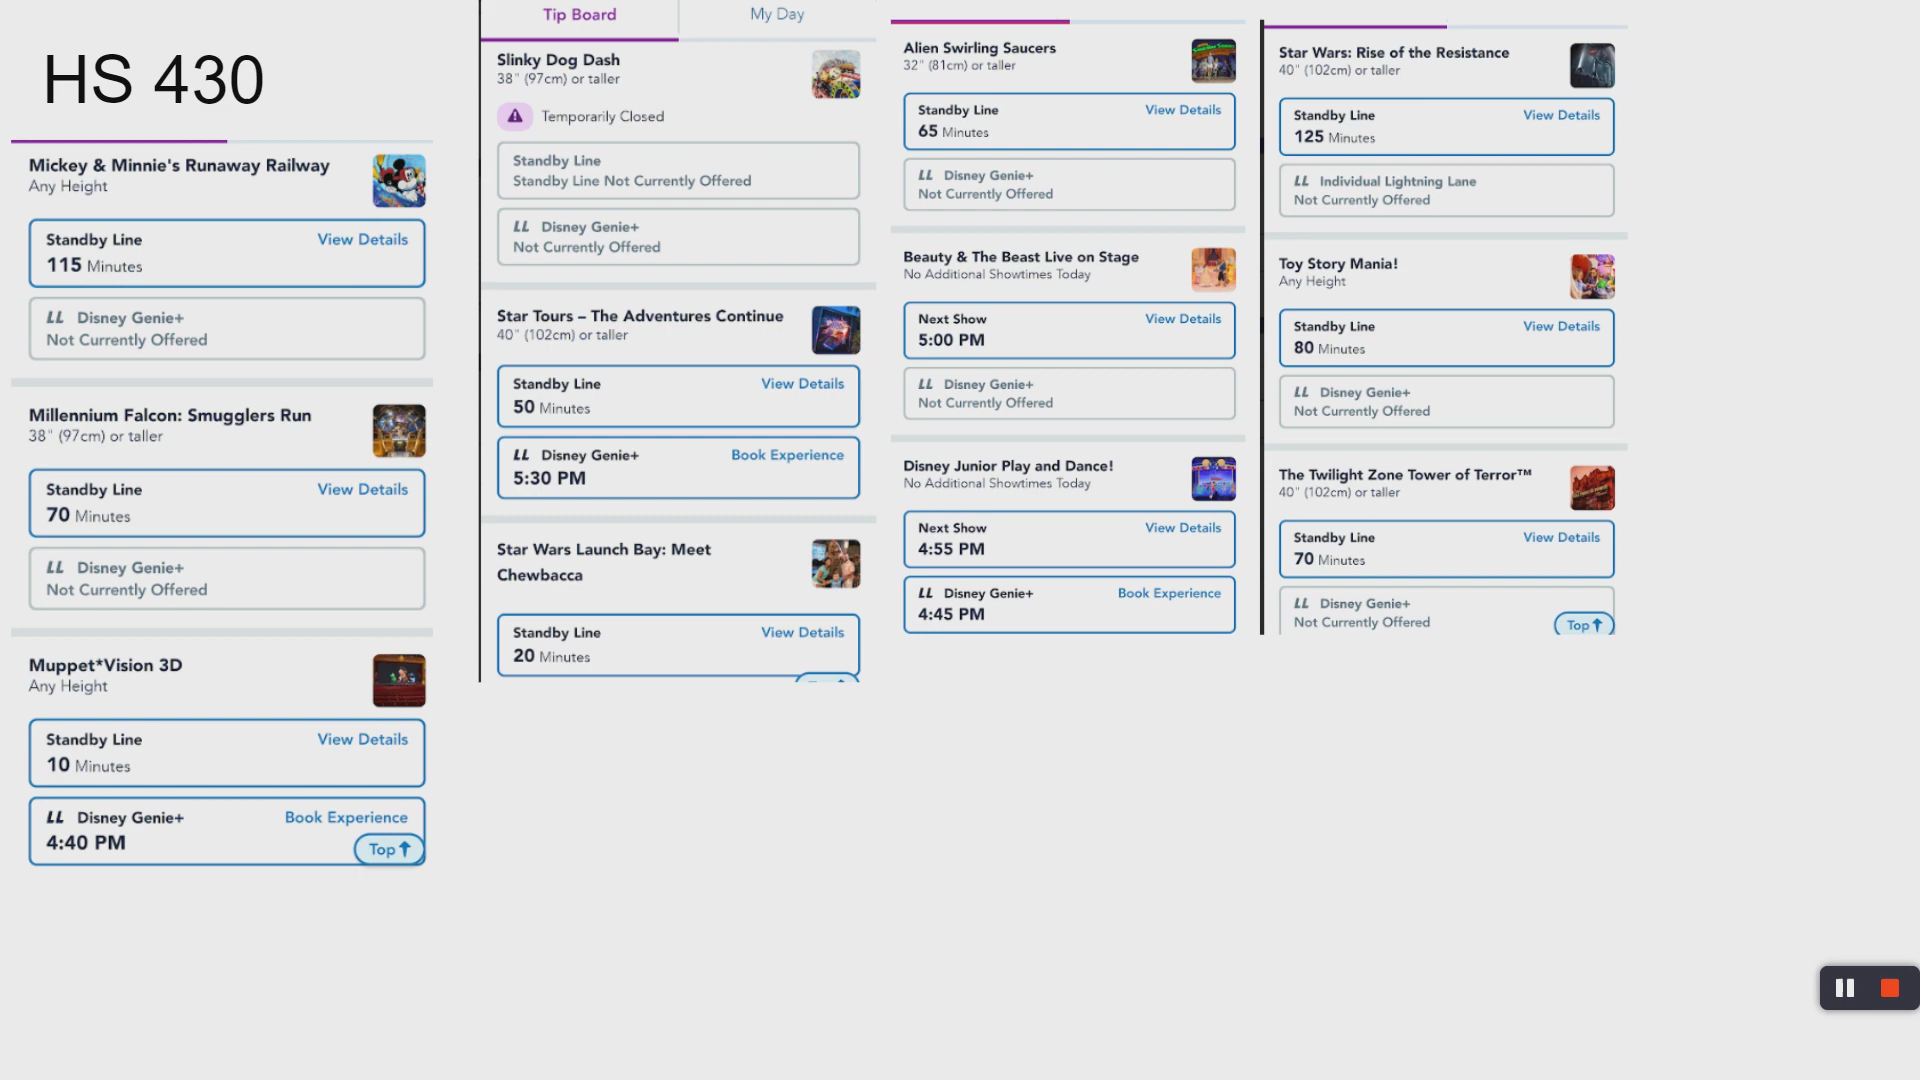 HS 430
Mickey & Minnie's Runaway Railway
Any Height
Standby Line View Details
115 Minutes
LL Disney Genie+
Not Currently Offered
Millennium Falcon: Smugglers Run
38" (97cm) or taller
Standby Line View Details
70 Minutes
LL Disney Genie+
Not Currently Offered
Muppet*Vision 3D
Any Height
Standby Line View Details
10 Minutes
LL Disney Genie+ Book Experience
4:40 PM
Top ↑
Tip Board My Day
Slinky Dog Dash
38" (97cm) or taller
Temporarily Closed
Standby Line
Standby Line Not Currently Offered
LL Disney Genie+
Not Currently Offered
Star Tours – The Adventures Continue
40" (102cm) or taller
Standby Line View Details
50 Minutes
LL Disney Genie+ Book Experience
5:30 PM
Star Wars Launch Bay: Meet
Chewbacca
Standby Line View Details
20 Minutes
Alien Swirling Saucers
32" (81cm) or taller
Standby Line View Details
65 Minutes
LL Disney Genie+
Not Currently Offered
Beauty & The Beast Live on Stage
No Additional Showtimes Today
Next Show View Details
5:00 PM
LL Disney Genie+
Not Currently Offered
Disney Junior Play and Dance!
No Additional Showtimes Today
Next Show View Details
4:55 PM
LL Disney Genie+ Book Experience
4:45 PM
Star Wars: Rise of the Resistance
40" (102cm) or taller
Standby Line View Details
125 Minutes
LL Individual Lightning Lane
Not Currently Offered
Toy Story Mania!
Any Height
Standby Line View Details
80 Minutes
LL Disney Genie+
Not Currently Offered
The Twilight Zone Tower of Terror™
40" (102cm) or taller
Standby Line View Details
70 Minutes
LL Disney Genie+
Not Currently Offered
Top ↑